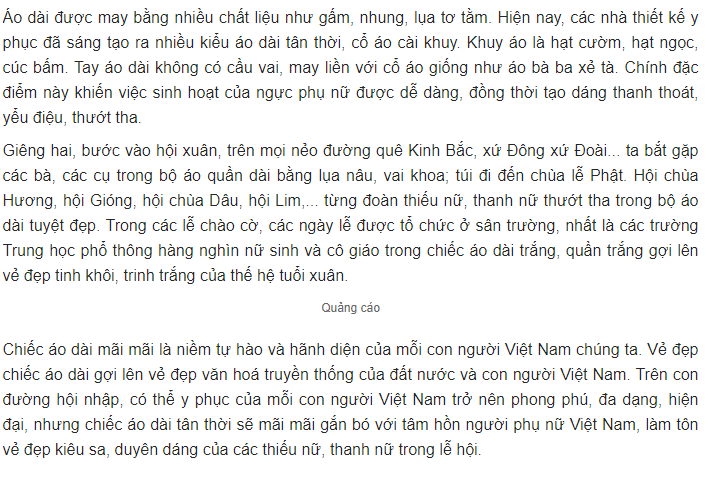 Áo dài được may bằng nhiều chất liệu như gấm, nhung, lụa tơ tằm. Hiện nay, các nhà thiết kế y
phục đã sáng tạo ra nhiều kiểu áo dài tân thời, cổ áo cài khuy. Khuy áo là hạt cườm, hạt ngọc,
cúc bấm. Tay áo dài không có cầu vai, may liền với cổ áo giống như áo bà ba xẻ tà. Chính đặc
điểm này khiến việc sinh hoạt của ngực phụ nữ được dễ dàng, đồng thời tạo dáng thanh thoát,
yểu điệu, thướt tha.
Giêng hai, bước vào hội xuân, trên mọi nẻo đường quê Kinh Bắc, xứ Đông xứ Đoài... ta bắt gặp
các bà, các cụ trong bộ áo quần dài bằng lụa nâu, vai khoa; túi đi đến chùa lễ Phật. Hội chùa
Hương, hội Gióng, hội chùa Dâu, hội Lim,... từng đoàn thiếu nữ, thanh nữ thướt tha trong bộ áo
dài tuyệt đẹp. Trong các lễ chào cờ, các ngày lễ được tổ chức ở sân trường, nhất là các trường
Trung học phổ thông hàng nghìn nữ sinh và cô giáo trong chiếc áo dài trắng, quần trắng gợi lên
vẻ đẹp tinh khôi, trinh trắng của thế hệ tuổi xuân.
Quảng cáo
Chiếc áo dài mãi mãi là niềm tự hào và hãnh diện của mỗi con người Việt Nam chúng ta. Vẻ đẹp
chiếc áo dài gợi lên vẻ đẹp văn hoá truyền thống của đất nước và con người Việt Nam. Trên con
đường hội nhập, có thể y phục của mỗi con người Việt Nam trở nên phong phú, đa dạng, hiện
đại, nhưng chiếc áo dài tân thời sẽ mãi mãi gắn bó với tâm hồn người phụ nữ Việt Nam, làm tôn
vẻ đẹp kiêu sa, duyên dáng của các thiếu nữ, thanh nữ trong lễ hội.